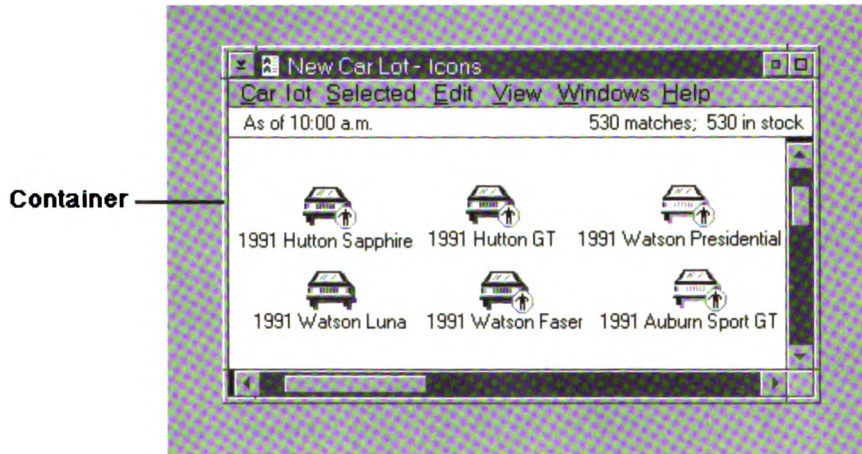 New Car Lot - Icons
Car lot Selected Edit View Windows Help
As of 10:00 a.m. 530 matches; 530 in stock
Container
1991 Hutton Sapphire 1991 Hutton GT 1991 Watson Presidential
1991 Watson Luna 1991 Watson Faser 1991 Auburn Sport GT